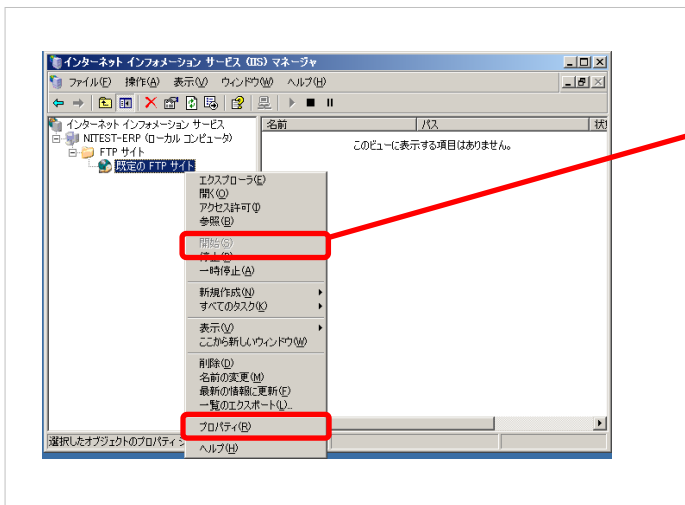 インターネット インフォメーション サービス (IIS) マネージャ
ファイル(F) 操作(A) 表示(V) ウィンドウ(W) ヘルプ(H)
インターネット インフォメーション サービス
NITEST-ERP (ローカル コンピュータ)
FTP サイト
既定の FTP サイト
名前 パス 状
このビューに表示する項目はありません。
エクスプローラ(E)
開く(O)
アクセス許可(I)
参照(B)
開始(S)
一時停止(A)
新規作成(N)
すべてのタスク(K)
表示(V)
ここから新しいウィンドウ(W)
削除(D)
名前の変更(M)
最新の情報に更新(F)
一覧のエクスポート(L)...
プロパティ(R)
ヘルプ(H)
選択したオブジェクトのプロパティ